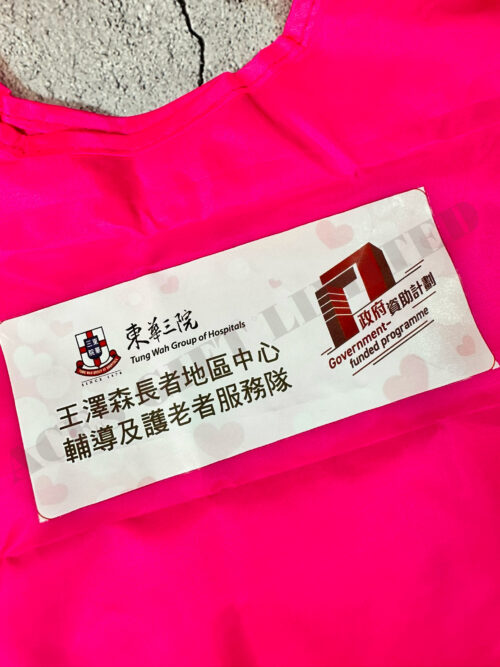 東華三院
Tung Wah Group of Hospitals
SINCE 1870
王澤森長者地區中心
輔導及護老者服務隊
政府資助計劃
Government-
funded programme